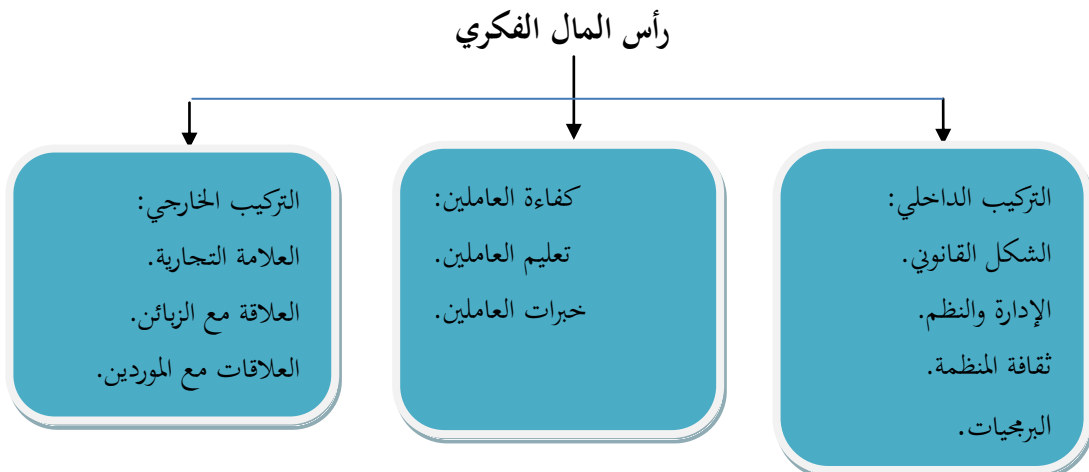 رأس المال الفكري
التركيب الداخلي:
الشكل القانوني.
الإدارة والنظم.
ثقافة المنظمة.
البرمجيات.
كفاءة العاملين:
تعليم العاملين.
خبرات العاملين.
التركيب الخارجي:
العلامة التجارية.
العلاقة مع الزبائن.
العلاقات مع الموردين.